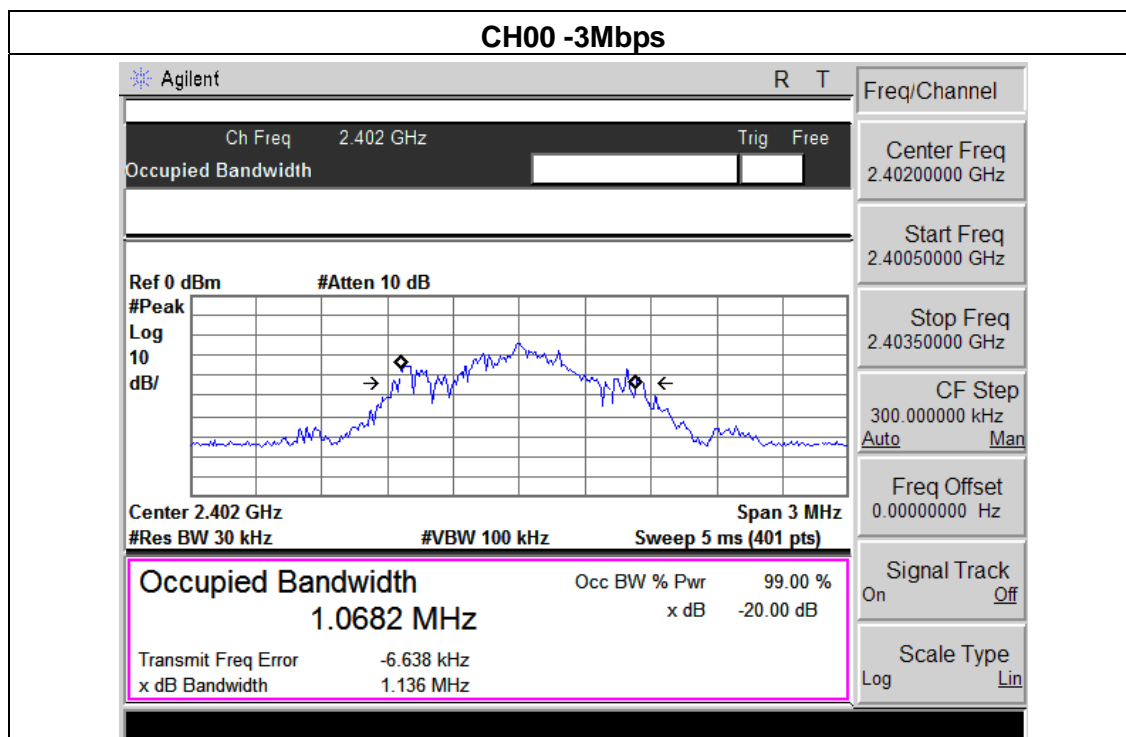 CH00 -3Mbps
Agilent R T
Ch Freq 2.402 GHz Trig Free
Occupied Bandwidth
Ref 0 dBm #Atten 10 dB
#Peak
Log
10
dB/
Center 2.402 GHz Span 3 MHz
#Res BW 30 kHz #VBW 100 kHz Sweep 5 ms (401 pts)
Occupied Bandwidth Occ BW % Pwr 99.00 %
1.0682 MHz x dB -20.00 dB
Transmit Freq Error -6.638 kHz
x dB Bandwidth 1.136 MHz
Freq/Channel
Center Freq
2.40200000 GHz
Start Freq
2.40050000 GHz
Stop Freq
2.40350000 GHz
CF Step
300.000000 kHz
Auto Man
Freq Offset
0.00000000 Hz
Signal Track
On Off
Scale Type
Log Lin